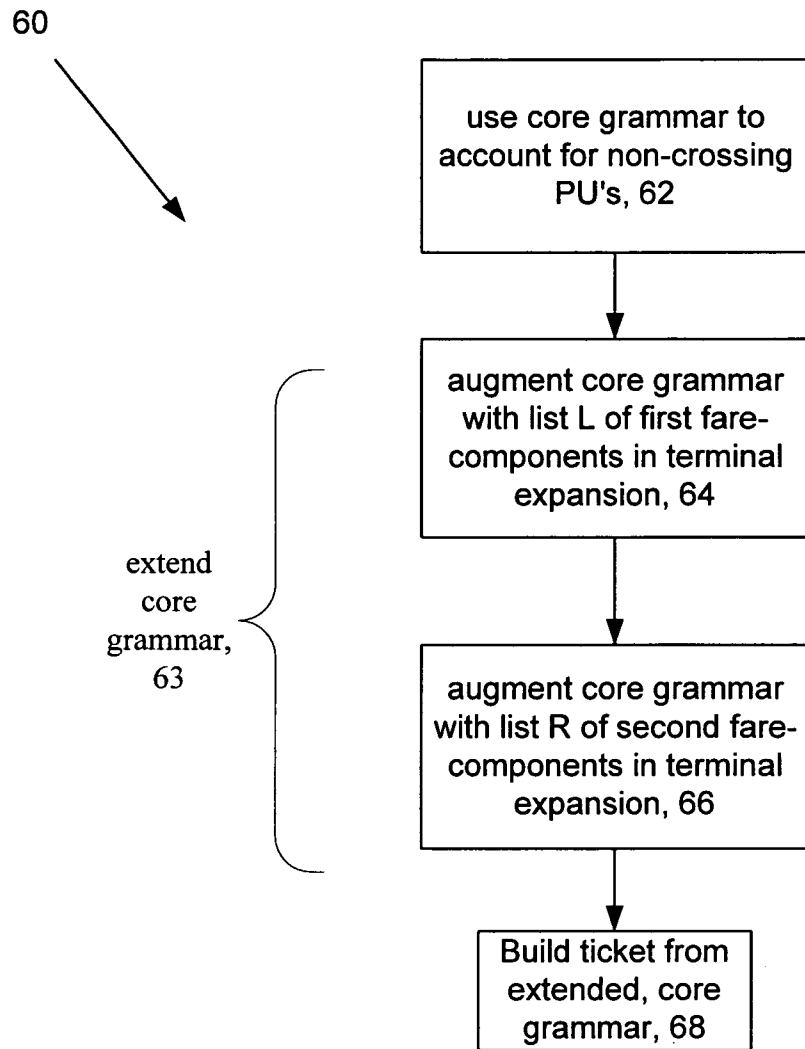 60
use core grammar to
account for non-crossing
PU's, 62
augment core grammar
with list L of first fare-
components in terminal
expansion, 64
extend
core
grammar,
63
augment core grammar
with list R of second fare-
components in terminal
expansion, 66
Build ticket from
extended, core
grammar, 68